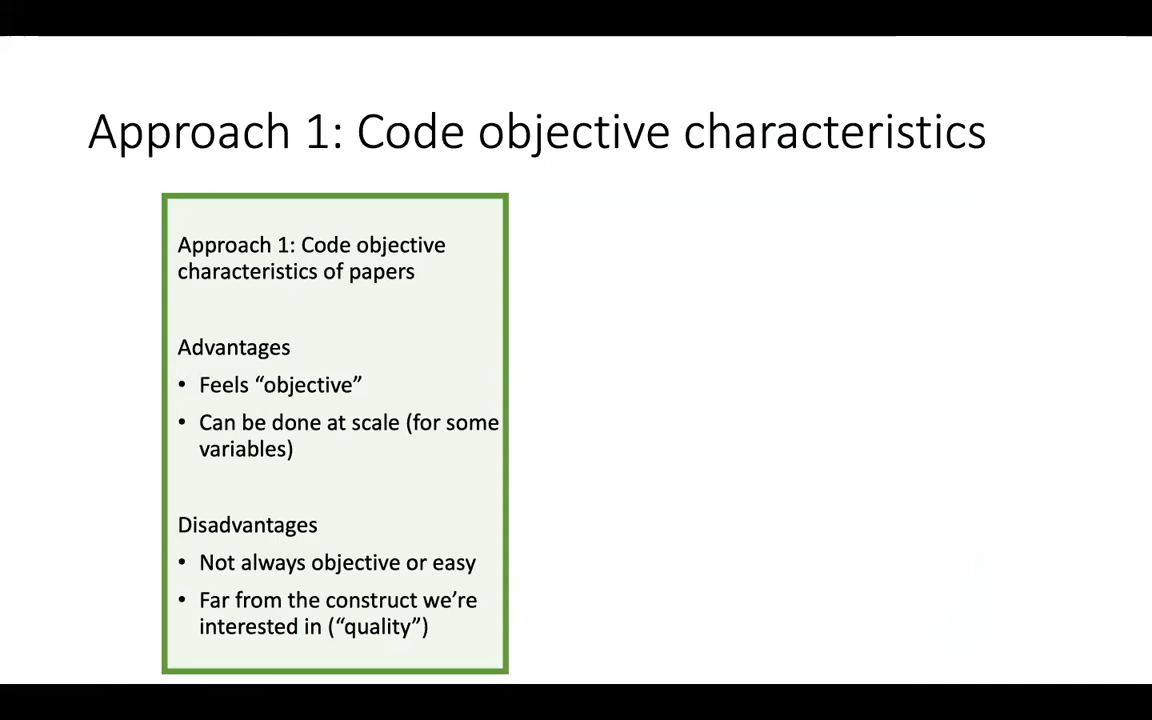 Approach 1: Code objective characteristics
Approach 1: Code objective
characteristics of papers
Advantages
• Feels “objective”
• Can be done at scale (for some
variables)
Disadvantages
• Not always objective or easy
• Far from the construct we’re
interested in (“quality”)